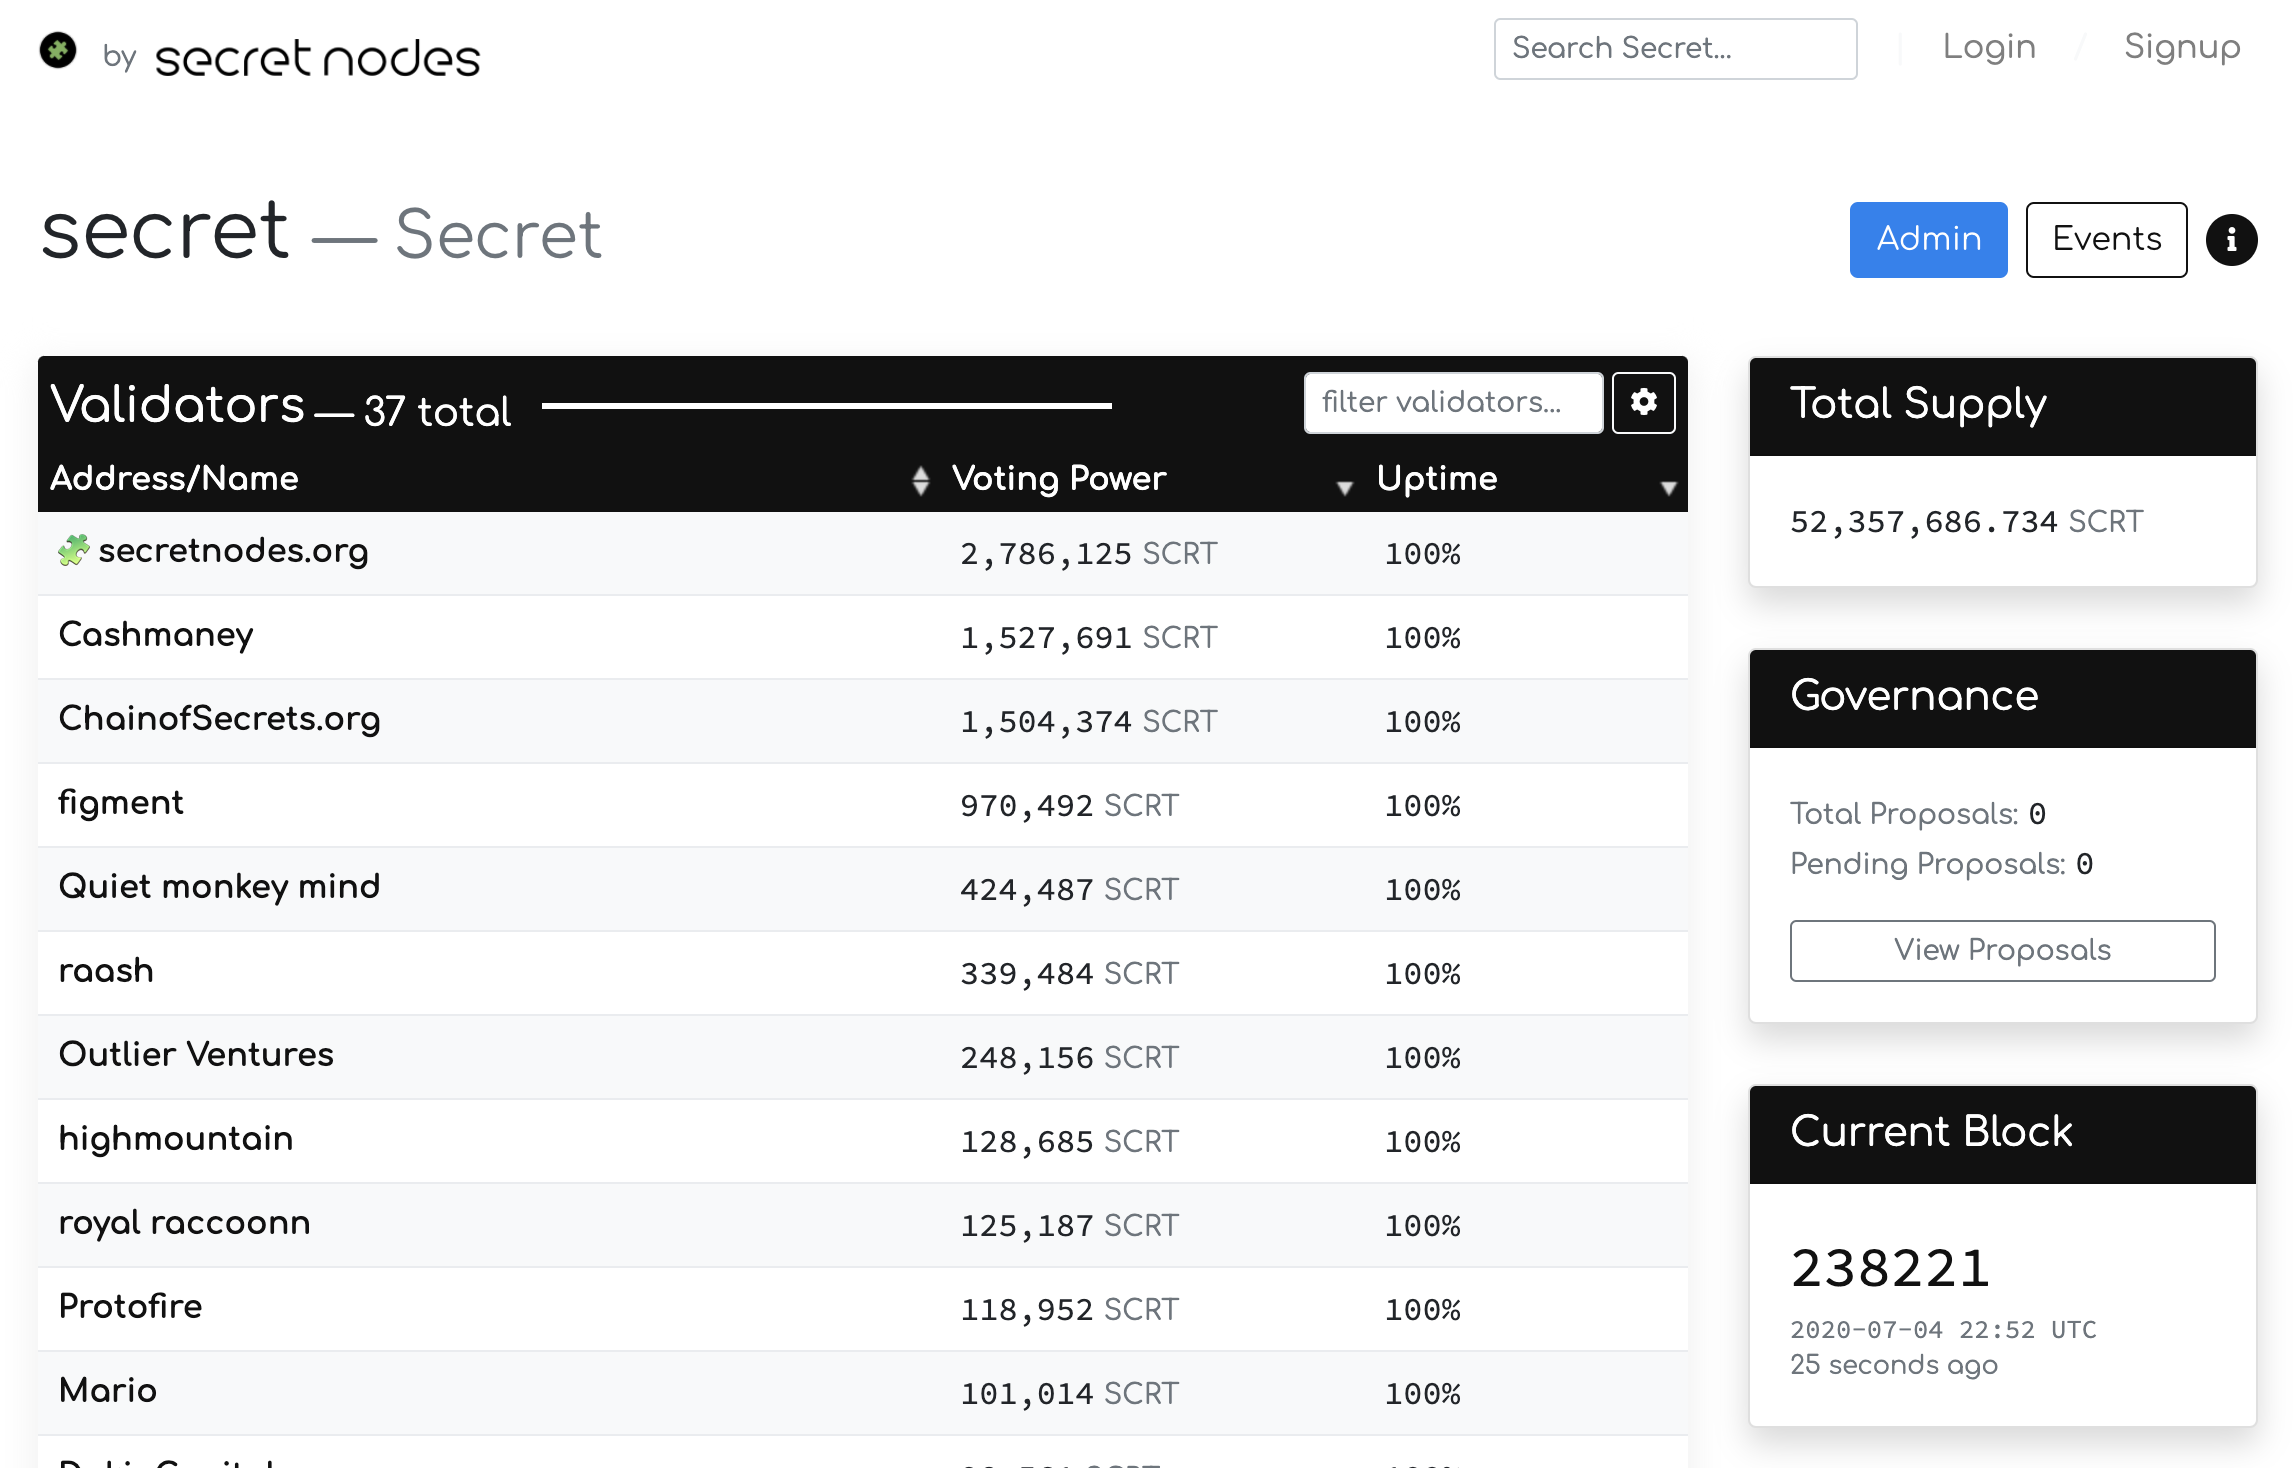 by secret nodes
Search Secret...
Login / Signup
secret — Secret
Admin
Events
Validators — 37 total
filter validators...
Address/Name Voting Power Uptime
secretnodes.org 2,786,125 SCRT 100%
Cashmaney 1,527,691 SCRT 100%
ChainofSecrets.org 1,504,374 SCRT 100%
figment 970,492 SCRT 100%
Quiet monkey mind 424,487 SCRT 100%
raash 339,484 SCRT 100%
Outlier Ventures 248,156 SCRT 100%
highmountain 128,685 SCRT 100%
royal raccoonn 125,187 SCRT 100%
Protofire 118,952 SCRT 100%
Mario 101,014 SCRT 100%
Total Supply
52,357,686.734 SCRT
Governance
Total Proposals: 0
Pending Proposals: 0
View Proposals
Current Block
238221
2020-07-04 22:52 UTC
25 seconds ago